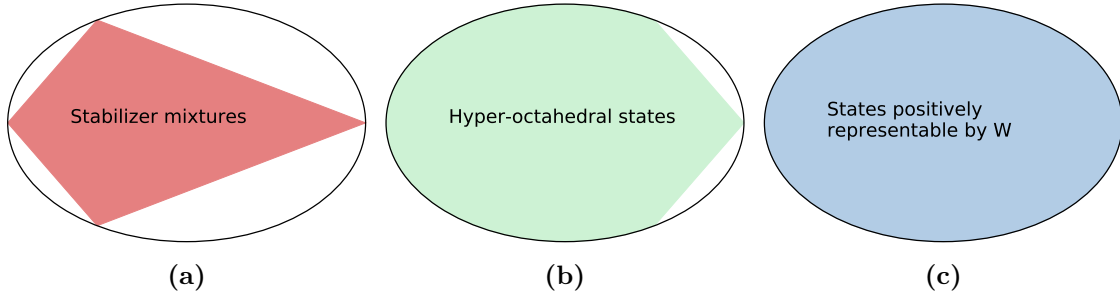 Stabilizer mixtures
Hyper-octahedral states
States positively
representable by W
(a)
(b)
(c)